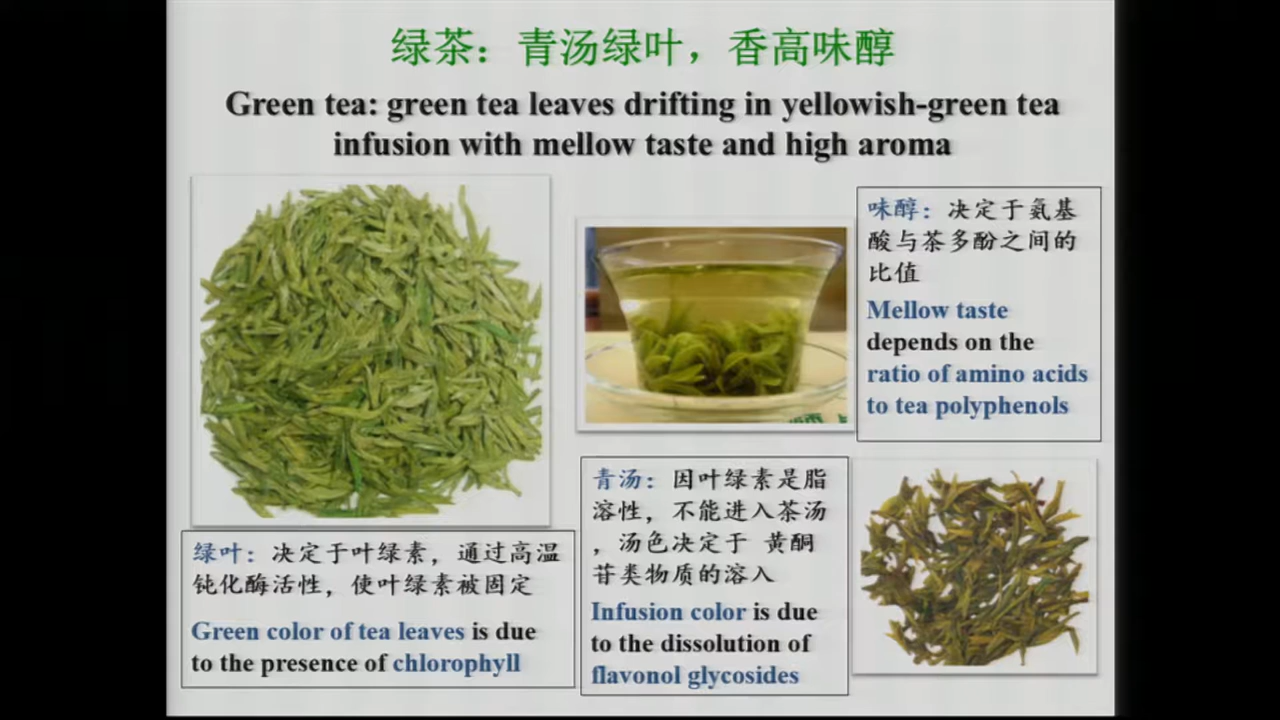 绿茶：青汤绿叶，香高味醇
Green tea: green tea leaves drifting in yellowish-green tea
infusion with mellow taste and high aroma
味醇：决定于氨基
酸与茶多酚之间的
比值
Mellow taste
depends on the
ratio of amino acids
to tea polyphenols
绿叶：决定于叶绿素，通过高温
钝化酶活性，使叶绿素被固定
Green color of tea leaves is due
to the presence of chlorophyll
青汤：因叶绿素是脂
溶性，不能进入茶汤
，汤色决定于 黄酮
苷类物质的溶入
Infusion color is due
to the dissolution of
flavonol glycosides